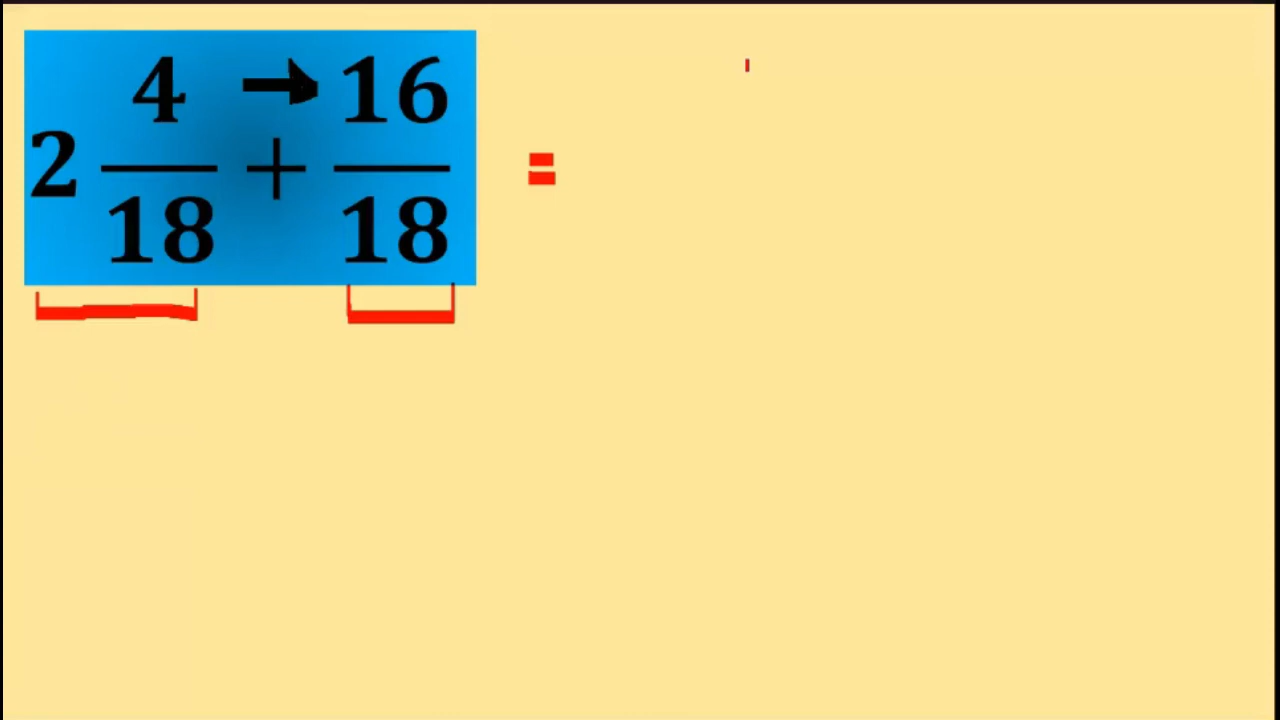 4 → 16
2 — + — =
18 18